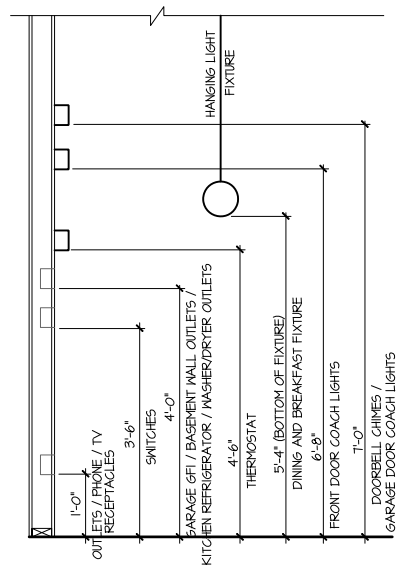 HANGING LIGHT
FIXTURE
1'-0"
OUTLETS / PHONE / TV
RECEPTACLES
3'-6"
SWITCHES
4'-0"
GARAGE GFI / BASEMENT WALL OUTLETS /
KITCHEN REFRIGERATOR / WASHER/DRYER OUTLETS
4'-6"
THERMOSTAT
5'-4" (BOTTOM OF FIXTURE)
DINING AND BREAKFAST FIXTURE
6'-8"
FRONT DOOR COACH LIGHTS
7'-0"
DOORBELL CHIMES /
GARAGE DOOR COACH LIGHTS